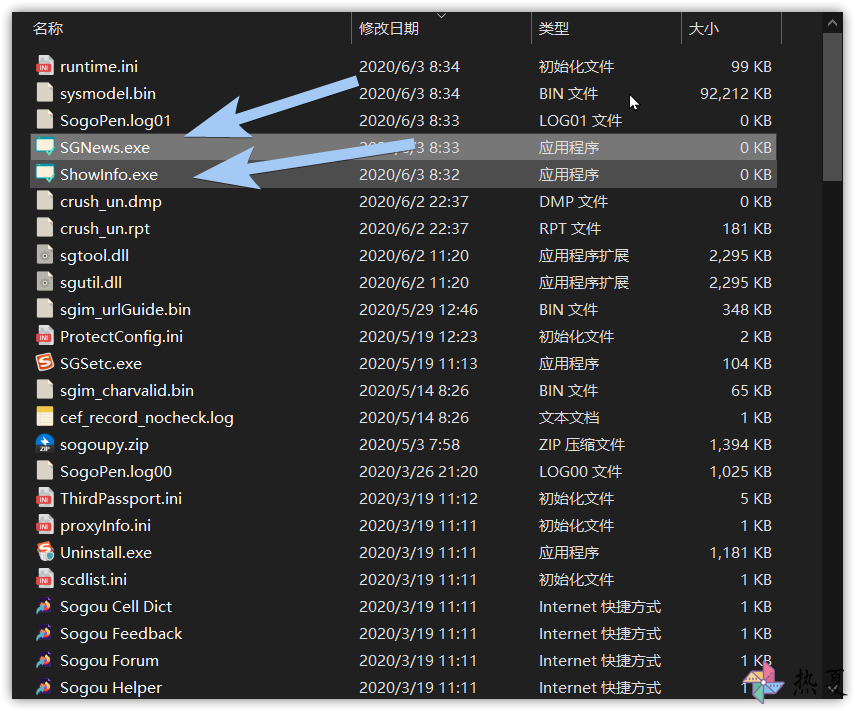 名称 修改日期 类型 大小
runtime.ini 2020/6/3 8:34 初始化文件 99 KB
sysmodel.bin 2020/6/3 8:34 BIN 文件 92,212 KB
SogoPen.log01 2020/6/3 8:33 LOG01 文件 0 KB
SGNews.exe /3 8:33 应用程序 0 KB
ShowInfo.exe 2020/6/3 8:32 应用程序 0 KB
crush_un.dmp 2020/6/2 22:37 DMP 文件 0 KB
crush_un.rpt 2020/6/2 22:37 RPT 文件 181 KB
sgtool.dll 2020/6/2 11:20 应用程序扩展 2,295 KB
sgutil.dll 2020/6/2 11:20 应用程序扩展 2,295 KB
sgim_urlGuide.bin 2020/5/29 12:46 BIN 文件 348 KB
ProtectConfig.ini 2020/5/19 12:23 初始化文件 2 KB
SGSetc.exe 2020/5/19 11:13 应用程序 104 KB
sgim_charvalid.bin 2020/5/14 8:26 BIN 文件 65 KB
cef_record_nocheck.log 2020/5/14 8:26 文本文档 1 KB
sogoupy.zip 2020/5/3 7:58 ZIP 压缩文件 1,394 KB
SogoPen.log00 2020/3/26 21:20 LOG00 文件 1,025 KB
ThirdPassport.ini 2020/3/19 11:12 初始化文件 5 KB
proxyInfo.ini 2020/3/19 11:11 初始化文件 1 KB
Uninstall.exe 2020/3/19 11:11 应用程序 1,181 KB
scdlist.ini 2020/3/19 11:11 初始化文件 1 KB
Sogou Cell Dict 2020/3/19 11:11 Internet 快捷方式 1 KB
Sogou Feedback 2020/3/19 11:11 Internet 快捷方式 1 KB
Sogou Forum 2020/3/19 11:11 Internet 快捷方式 1 KB
Sogou Helper 2020/3/19 11:11 Internet 快捷方式 1 KB
热夏